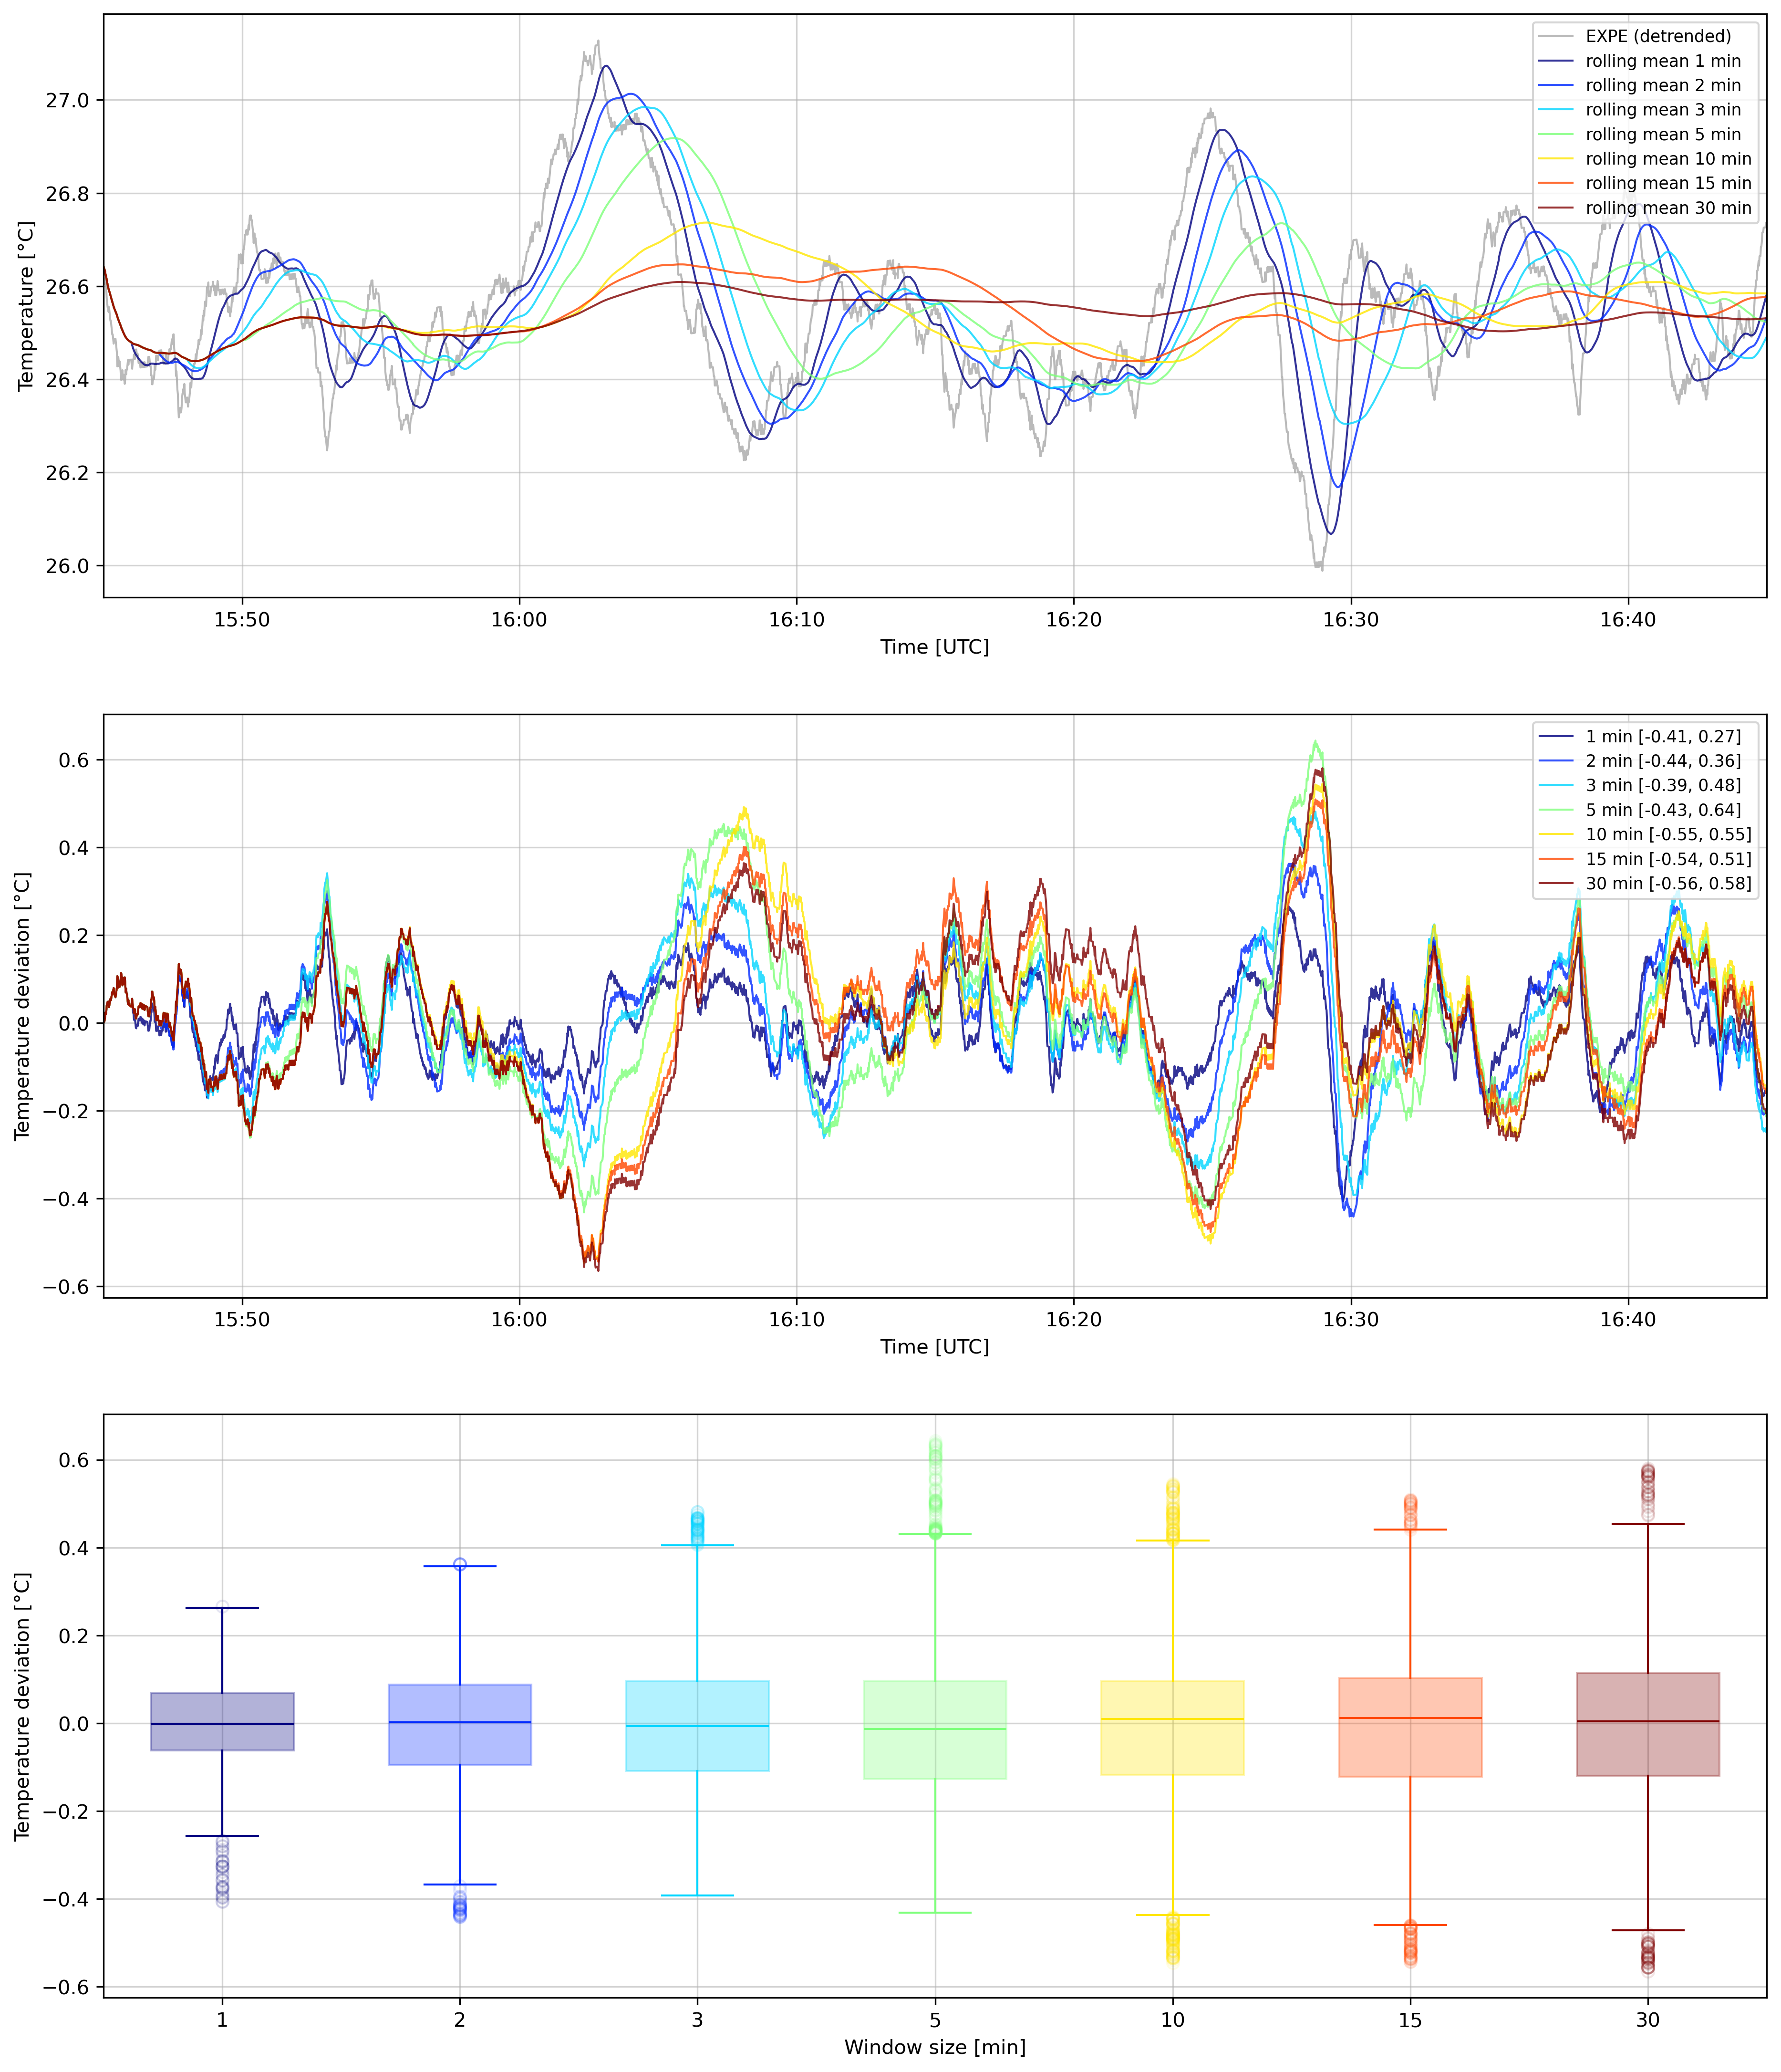 27.0
26.8
26.6
26.4
26.2
26.0
Temperature [°C]
EXPE (detrended)
rolling mean 1 min
rolling mean 2 min
rolling mean 3 min
rolling mean 5 min
rolling mean 10 min
rolling mean 15 min
rolling mean 30 min
15:50 16:00 16:10 16:20 16:30 16:40
Time [UTC]
0.6
0.4
0.2
0.0
−0.2
−0.4
−0.6
Temperature deviation [°C]
1 min [-0.41, 0.27]
2 min [-0.44, 0.36]
3 min [-0.39, 0.48]
5 min [-0.43, 0.64]
10 min [-0.55, 0.55]
15 min [-0.54, 0.51]
30 min [-0.56, 0.58]
15:50 16:00 16:10 16:20 16:30 16:40
Time [UTC]
0.6
0.4
0.2
0.0
−0.2
−0.4
−0.6
Temperature deviation [°C]
1 2 3 5 10 15 30
Window size [min]